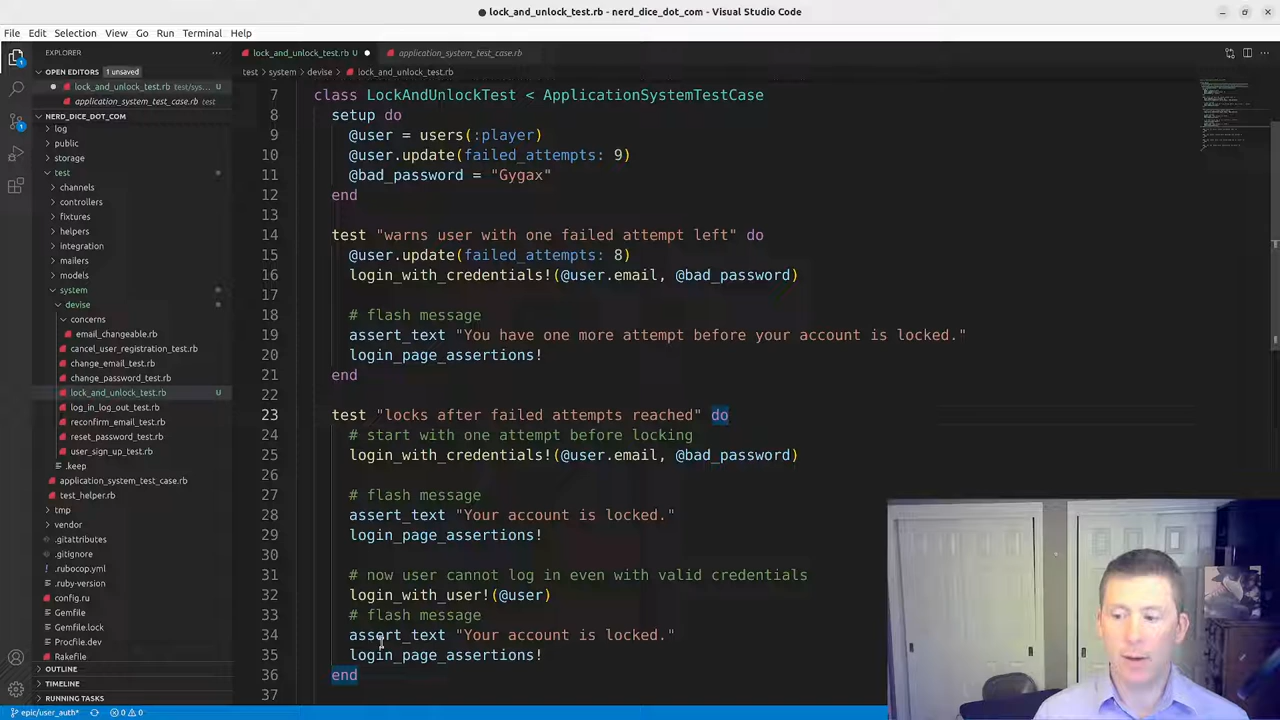 lock_and_unlock_test.rb - nerd_dice_dot_com - Visual Studio Code
File Edit Selection View Go Run Terminal Help
EXPLORER
OPEN EDITORS 1 unsaved
lock_and_unlock_test.rb test/sys... U
application_system_test_case.rb test
NERD_DICE_DOT_COM
log
public
storage
test
channels
controllers
fixtures
helpers
integration
mailers
models
system
devise
concerns
email_changeable.rb
cancel_user_registration_test.rb
change_email_test.rb
change_password_test.rb
lock_and_unlock_test.rb U
log_in_log_out_test.rb
reconfirm_email_test.rb
reset_password_test.rb
user_sign_up_test.rb
.keep
application_system_test_case.rb
test_helper.rb
tmp
vendor
.gitattributes
.gitignore
.rubocop.yml
.ruby-version
config.ru
Gemfile
Gemfile.lock
Procfile.dev
Rakefile
OUTLINE
TIMELINE
RUNNING TASKS
lock_and_unlock_test.rb U
application_system_test_case.rb
test > system > devise > lock_and_unlock_test.rb
7 class LockAndUnlockTest < ApplicationSystemTestCase
8 setup do
9 @user = users(:player)
10 @user.update(failed_attempts: 9)
11 @bad_password = "Gygax"
12 end
13
14 test "warns user with one failed attempt left" do
15 @user.update(failed_attempts: 8)
16 login_with_credentials!(@user.email, @bad_password)
17
18 # flash message
19 assert_text "You have one more attempt before your account is locked."
20 login_page_assertions!
21 end
22
23 test "locks after failed attempts reached" do
24 # start with one attempt before locking
25 login_with_credentials!(@user.email, @bad_password)
26
27 # flash message
28 assert_text "Your account is locked."
29 login_page_assertions!
30
31 # now user cannot log in even with valid credentials
32 login_with_user!(@user)
33 # flash message
34 assert_text "Your account is locked."
35 login_page_assertions!
36 end
37
epic/user_auth* 0 0